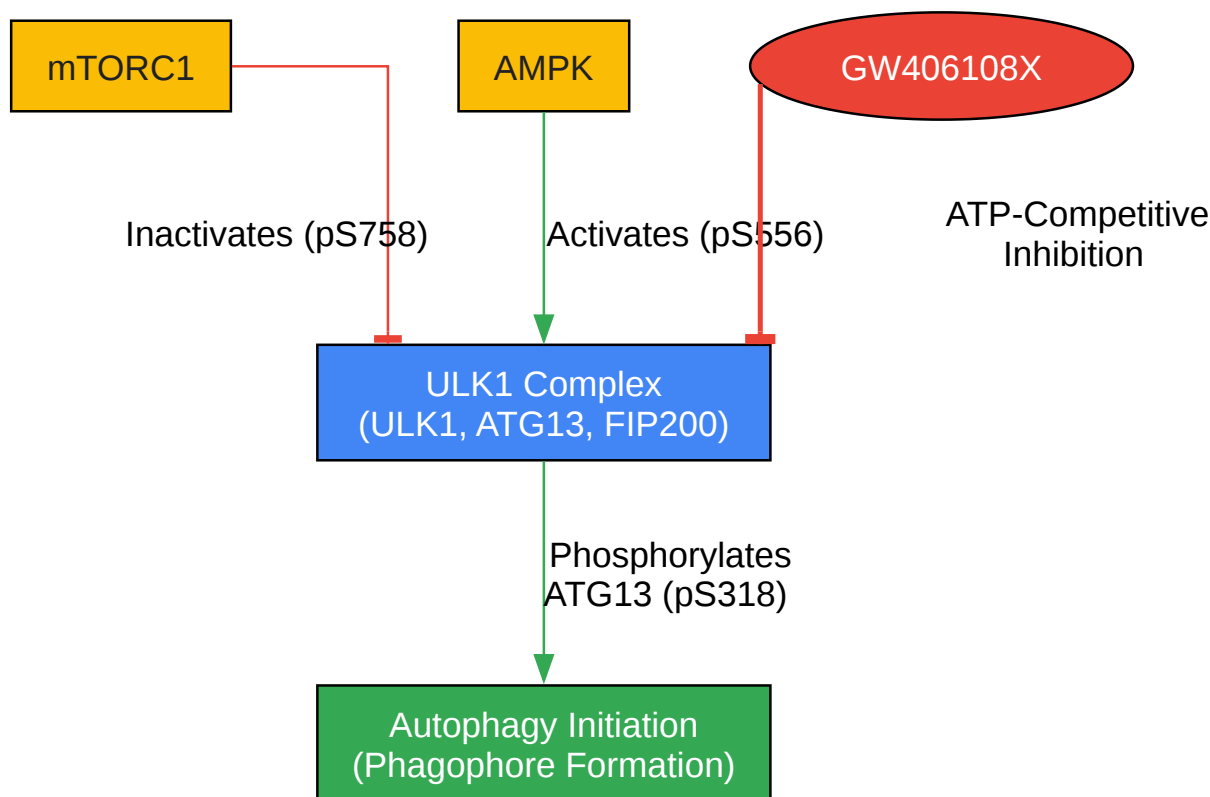 mTORC1
AMPK
GW406108X
Inactivates (pS758)
Activates (pS556)
ATP-Competitive
Inhibition
ULK1 Complex
(ULK1, ATG13, FIP200)
Phosphorylates
ATG13 (pS318)
Autophagy Initiation
(Phagophore Formation)